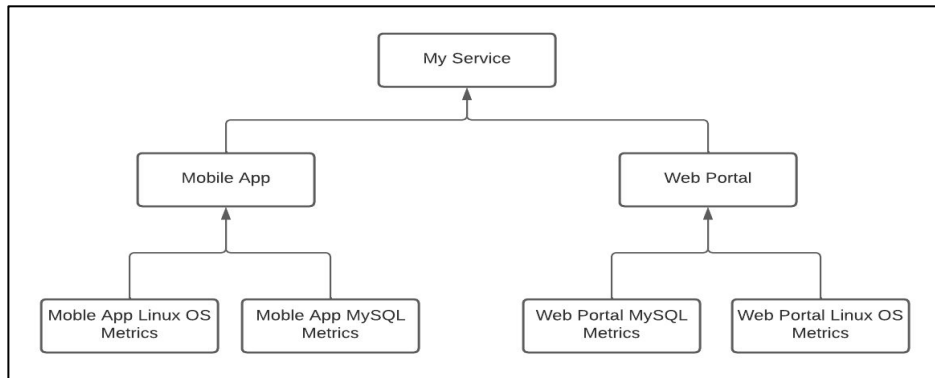 My Service
Mobile App
Web Portal
Moble App Linux OS
Metrics
Mobile App MySQL
Metrics
Web Portal MySQL
Metrics
Web Portal Linux OS
Metrics